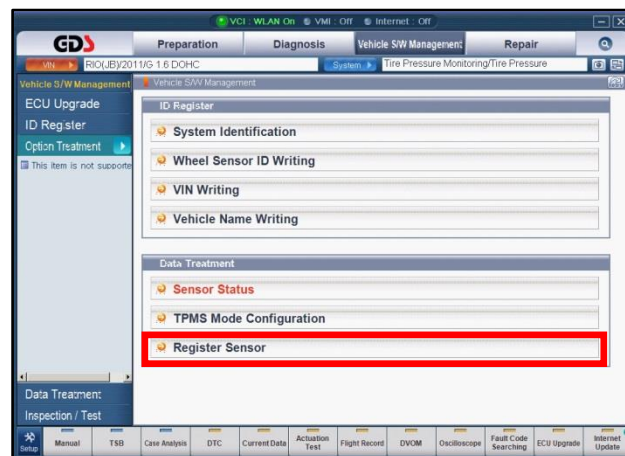 VCI : WLAN On VMI : Off Internet : Off
GDS Preparation Diagnosis Vehicle S/W Management Repair
VIN RIO(JB)/2011/G 1.6 DOHC System Tire Pressure Monitoring/Tire Pressure
Vehicle S/W Management Vehicle S/W Management
ECU Upgrade
ID Register
Option Treatment
This item is not supporte
ID Register
System Identification
Wheel Sensor ID Writing
VIN Writing
Vehicle Name Writing
Data Treatment
Sensor Status
TPMS Mode Configuration
Register Sensor
Data Treatment
Inspection / Test
Setup Manual TSB Case Analysis DTC Current Data Actuation Test Flight Record DVOM Oscilloscope Fault Code Searching ECU Upgrade Internet Update